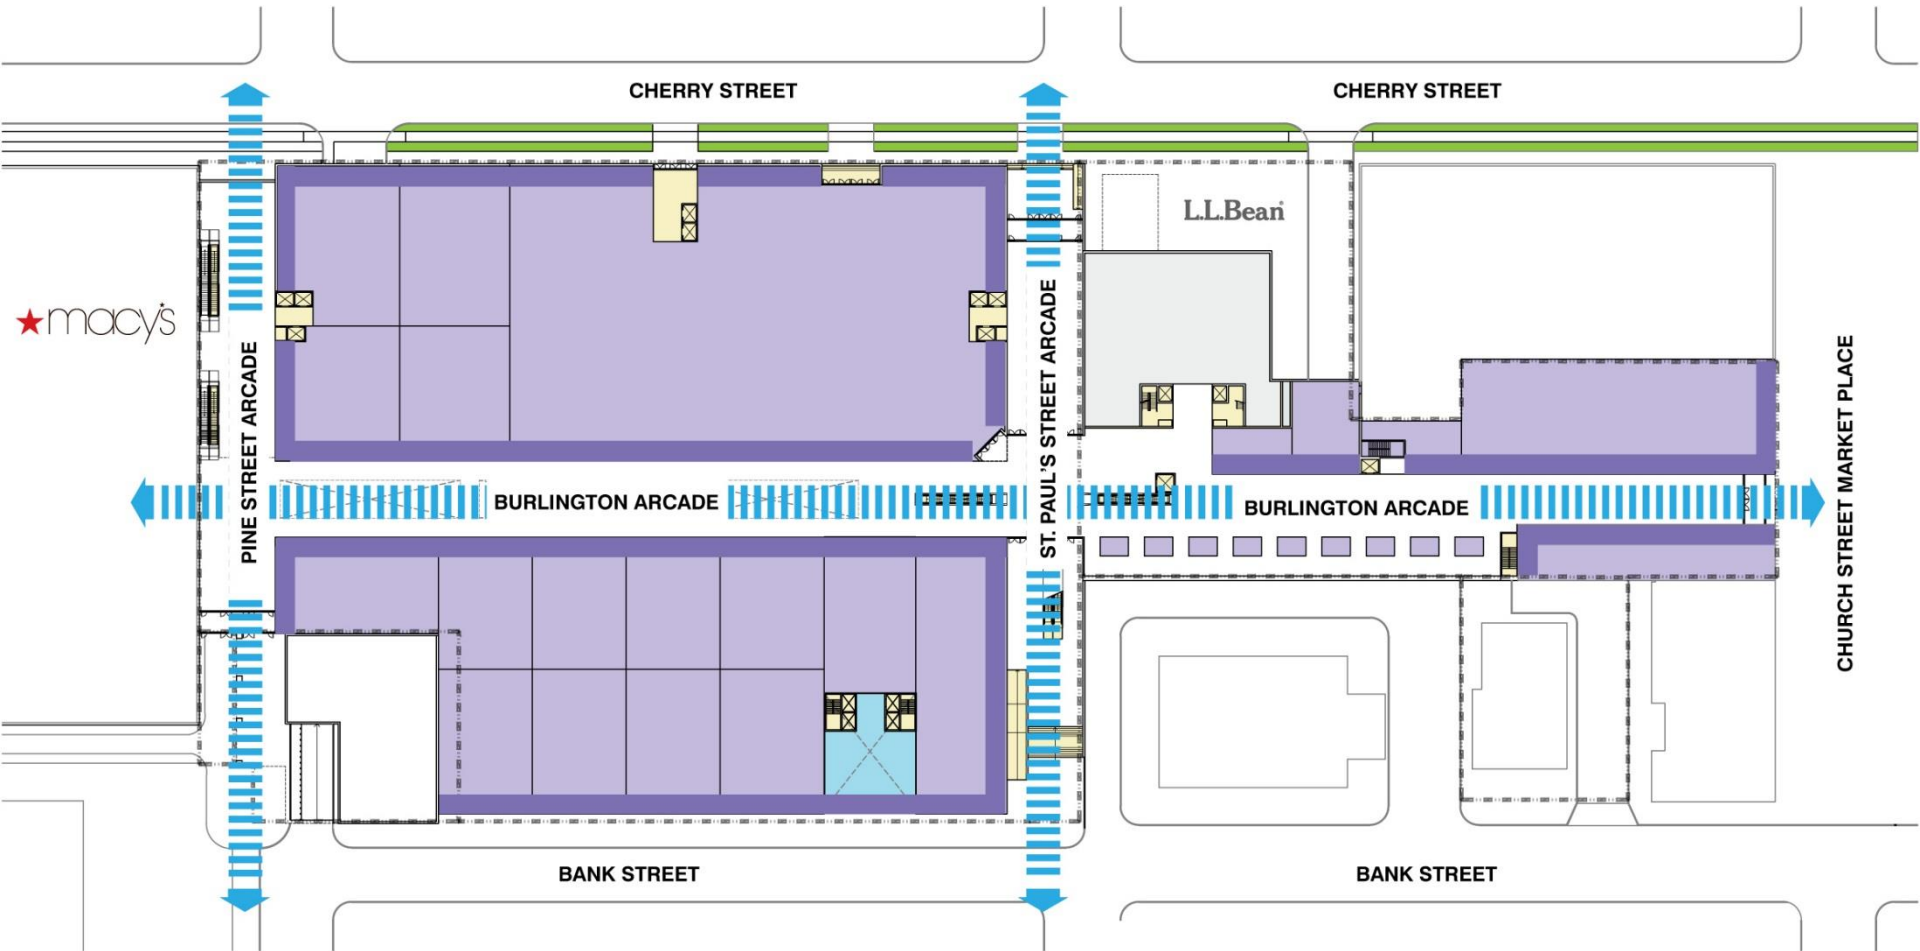 CHERRY STREET
CHERRY STREET
L.L.Bean
macy's
PINE STREET ARCADE
ST. PAUL'S STREET ARCADE
CHURCH STREET MARKET PLACE
BURLINGTON ARCADE
BURLINGTON ARCADE
BANK STREET
BANK STREET